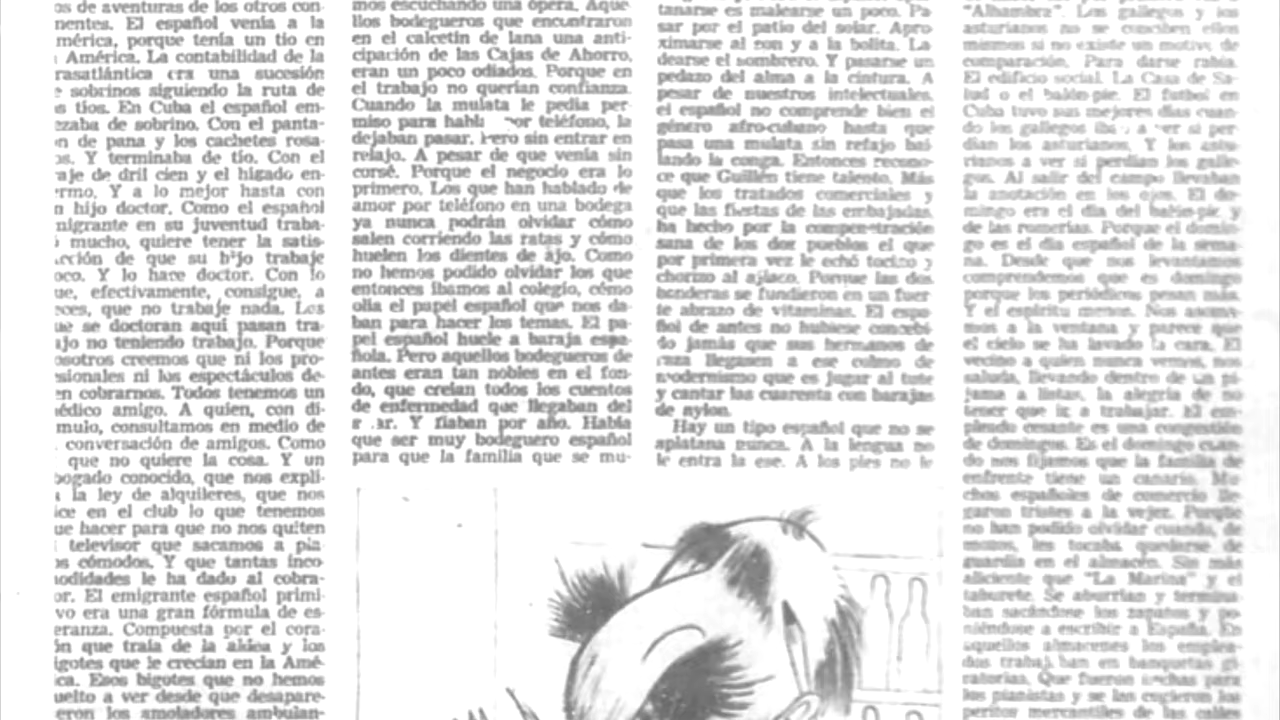 os de aventuras de los otros con-
nentes. El español venía a la
mérica, porque tenía un tio en
América. La contabilidad de la
rasatlántica era una sucesión
sobrinos siguiendo la ruta de
s tíos. En Cuba el español em-
ezaba de sobrino. Con el panta-
n de pana y los cachetes rosa-
os. Y terminaba de tío. Con el
aje de dril cien y el hígado en-
rmo. Y a lo mejor hasta con
n hijo doctor. Como el español
migrante en su juventud traba-
mucho, quiere tener la satis-
cción de que su hijo trabaje
oco. Y lo hace doctor. Con lo
ue, efectivamente, consigue, a
eces, que no trabaje nada. Los
ue se doctoran aquí pasan tra-
ajo no teniendo trabajo. Porque
osotros creemos que ni los pro-
esionales ni los espectáculos de-
en cobrarnos. Todos tenemos un
édico amigo. A quien, con di-
mulo, consultamos en medio de
conversación de amigos. Como
que no quiere la cosa. Y un
bogado conocido, que nos expli-
a la ley de alquileres, que nos
ice en el club lo que tenemos
ue hacer para que no nos quiten
televisor que sacamos a pla
os cómodos. Y que tantas inco-
modidades le ha dado al cobra-
or. El emigrante español primi-
vo era una gran fórmula de es-
eranza. Compuesta por el cora-
ón que traía de la aldea y los
igotes que le crecían en la Amé-
ca. Esos bigotes que no hemos
uelto a ver desde que desapare-
eron los amoladores ambulan-
mos escuchando una ópera. Aque-
llos bodegueros que encontraron
en el calcetín de lana una anti-
cipación de las Cajas de Ahorro,
eran un poco odiados. Porque en
el trabajo no querían confianza.
Cuando la mulata le pedía per-
miso para habla por teléfono, la
dejaban pasar. Pero sin entrar en
relajo. A pesar de que venía sin
corsé. Porque el negocio era lo
primero. Los que han hablado de
amor por teléfono en una bodega
ya nunca podrán olvidar cómo
salen corriendo las ratas y cómo
huelen los dientes de ajo. Como
no hemos podido olvidar los que
entonces íbamos al colegio, cómo
olía el papel español que nos da-
ban para hacer los temas. El pa-
pel español huele a baraja espa-
ñola. Pero aquellos bodegueros de
antes eran tan nobles en el fon-
do, que creían todos los cuentos
de enfermedad que llegaban del
Y fiaban por año. Había
que ser muy bodeguero español
para que la familia que se mu-
tanarse es malearse un poco. Pa-
sar por el patio del solar. Apro-
ximarse al son y a la bolita. La
dearse el sombrero. Y pasarse un
pedazo del alma a la cintura. A
pesar de nuestros intelectuales,
el español no comprende bien el
género afro-cubano hasta que
pasa una mulata sin refajo bai-
lando la conga. Entonces recono-
ce que Guillén tiene talento. Más
que los tratados comerciales y
que las fiestas de las embajadas,
ha hecho por la compenetración
sana de los dos pueblos el que
por primera vez le echó tocino y
chorizo al ajiaco. Porque las dos
banderas se fundieron en un fuer
te abrazo de vitaminas. El espa-
ñol de antes no hubiese concebi-
do jamás que sus hermanos de
raza llegasen a ese colmo de
modernismo que es jugar al tute
y cantar las cuarenta con barajas
de nylon.
Hay un tipo español que no se
aplatana nunca. A la lengua no
le entra la ese. A los pies no le
"Alhambra". Los gallegos y los
asturianos no se conciben ellos
mismos si no existe un motivo de
comparación. Para darse rabia.
El edificio social. La Casa de Sa-
lud o el balón-pie. El futbol en
Cuba tuvo sus mejores días cuan-
do los gallegos iban a ver si per-
dían los asturianos. Y los astu-
rianos a ver si perdían los galle-
gos. Al salir del campo llevaban
la anotación en los ojos. El do-
mingo era el día del balón-pie y
de las romerías. Porque el domin-
go es el día español de la sema-
na. Desde que nos levantamos
comprendemos que es domingo
porque los periódicos pesan más.
Y el espíritu menos. Nos asoma-
mos a la ventana y parece que
el cielo se ha lavado la cara. El
vecino a quien nunca vemos, nos
saluda, llevando dentro de un pi-
jama a listas, la alegría de no
tener que ir a trabajar. El em-
pleado cesante es una congestión
de domingos. Es el domingo cuan-
do nos fijamos que la familia de
enfrente tiene un canario. Mu
chos españoles de comercio lle-
garon tristes a la vejez. Porque
no han podido olvidar cuando, de
mozos, les tocaba quedarse de
guardia en el almacén. Sin más
aliciente que "La Marina" y el
taburete. Se aburrían y termina-
ban sacándose los zapatos y po-
niéndose a escribir a España. En
aquellos almacenes los emplea-
dos trabajaban en banquetas gi-
ratorias. Que fueron hechas para
los pianistas y se las cogieron los
peritos mercantiles de las calles